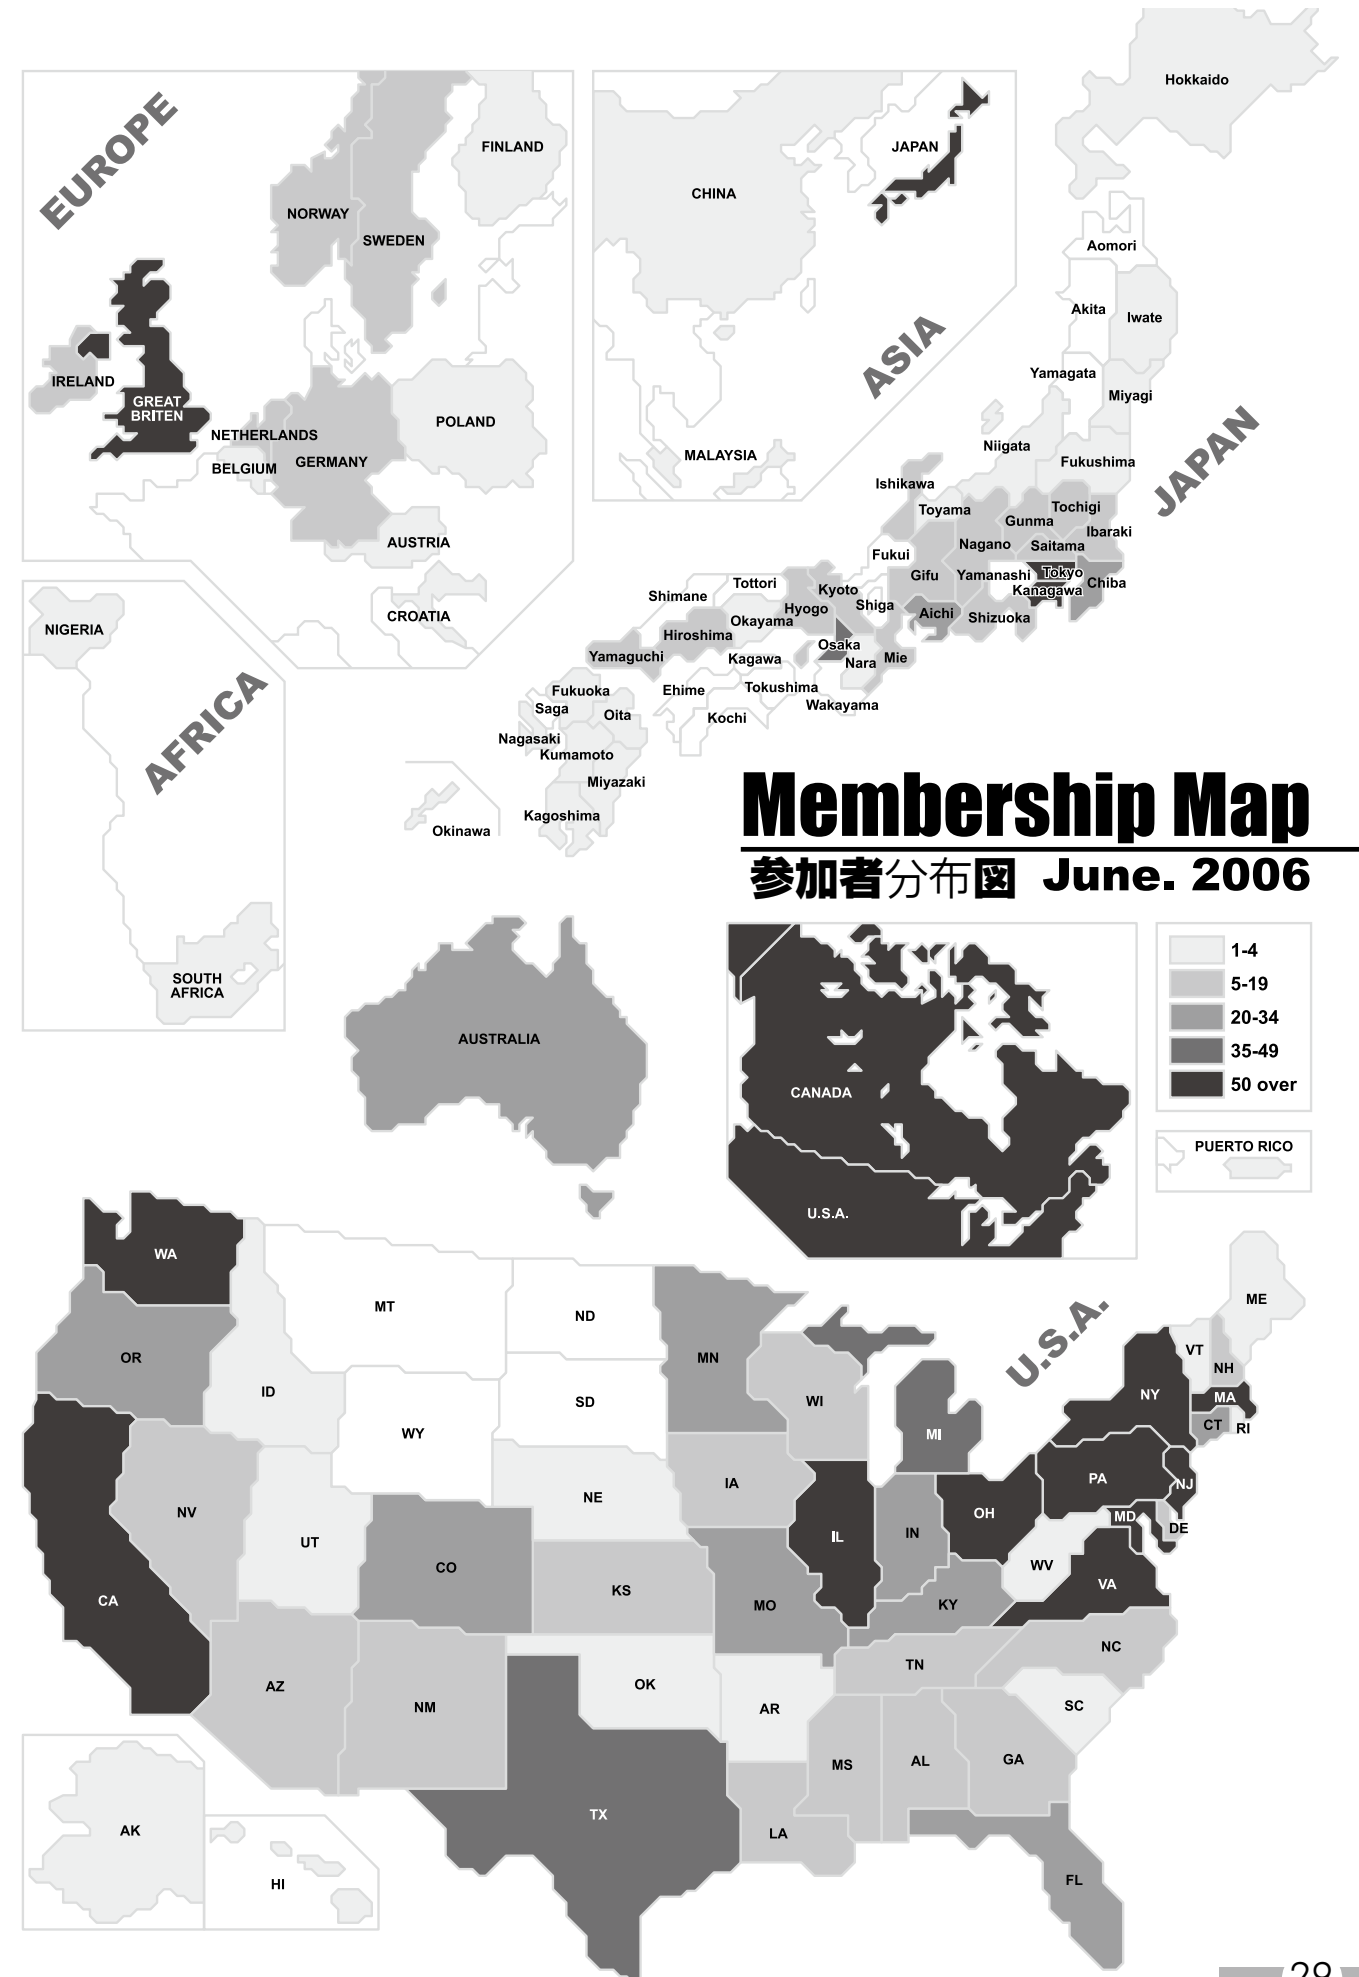 EUROPE
FINLAND
NORWAY
SWEDEN
IRELAND
GREAT
BRITEN
NETHERLANDS
BELGIUM
GERMANY
POLAND
AUSTRIA
CROATIA
ASIA
CHINA
JAPAN
MALAYSIA
JAPAN
Hokkaido
Aomori
Akita
Iwate
Yamagata
Miyagi
Niigata
Fukushima
Ishikawa
Toyama
Tochigi
Gunma
Ibaraki
Nagano
Saitama
Fukui
Gifu
Yamanashi
Tokyo
Chiba
Kanagawa
Tottori
Kyoto
Shimane
Hyogo
Shiga
Aichi
Shizuoka
Okayama
Hiroshima
Osaka
Yamaguchi
Kagawa
Nara
Mie
Fukuoka
Ehime
Tokushima
Wakayama
Saga
Oita
Kochi
Nagasaki
Kumamoto
Miyazaki
Kagoshima
Okinawa
AFRICA
NIGERIA
SOUTH
AFRICA
Membership Map
参加者分布図 June. 2006
AUSTRALIA
CANADA
U.S.A.
1-4
5-19
20-34
35-49
50 over
PUERTO RICO
U.S.A.
WA
MT
ND
MN
ME
OR
ID
SD
WI
VT
NH
NY
MA
WY
MI
CT
RI
NV
NE
IA
PA
NJ
UT
CO
KS
MO
IL
IN
OH
MD
DE
WV
VA
CA
KY
NC
AZ
NM
OK
TN
AR
SC
MS
AL
GA
TX
LA
FL
AK
HI
28